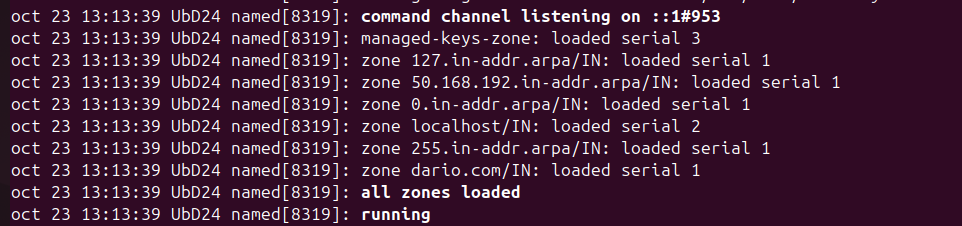 oct 23 13:13:39 UbD24 named[8319]: command channel listening on ::1#953
oct 23 13:13:39 UbD24 named[8319]: managed-keys-zone: loaded serial 3
oct 23 13:13:39 UbD24 named[8319]: zone 127.in-addr.arpa/IN: loaded serial 1
oct 23 13:13:39 UbD24 named[8319]: zone 50.168.192.in-addr.arpa/IN: loaded serial 1
oct 23 13:13:39 UbD24 named[8319]: zone 0.in-addr.arpa/IN: loaded serial 1
oct 23 13:13:39 UbD24 named[8319]: zone localhost/IN: loaded serial 2
oct 23 13:13:39 UbD24 named[8319]: zone 255.in-addr.arpa/IN: loaded serial 1
oct 23 13:13:39 UbD24 named[8319]: zone dario.com/IN: loaded serial 1
oct 23 13:13:39 UbD24 named[8319]: all zones loaded
oct 23 13:13:39 UbD24 named[8319]: running